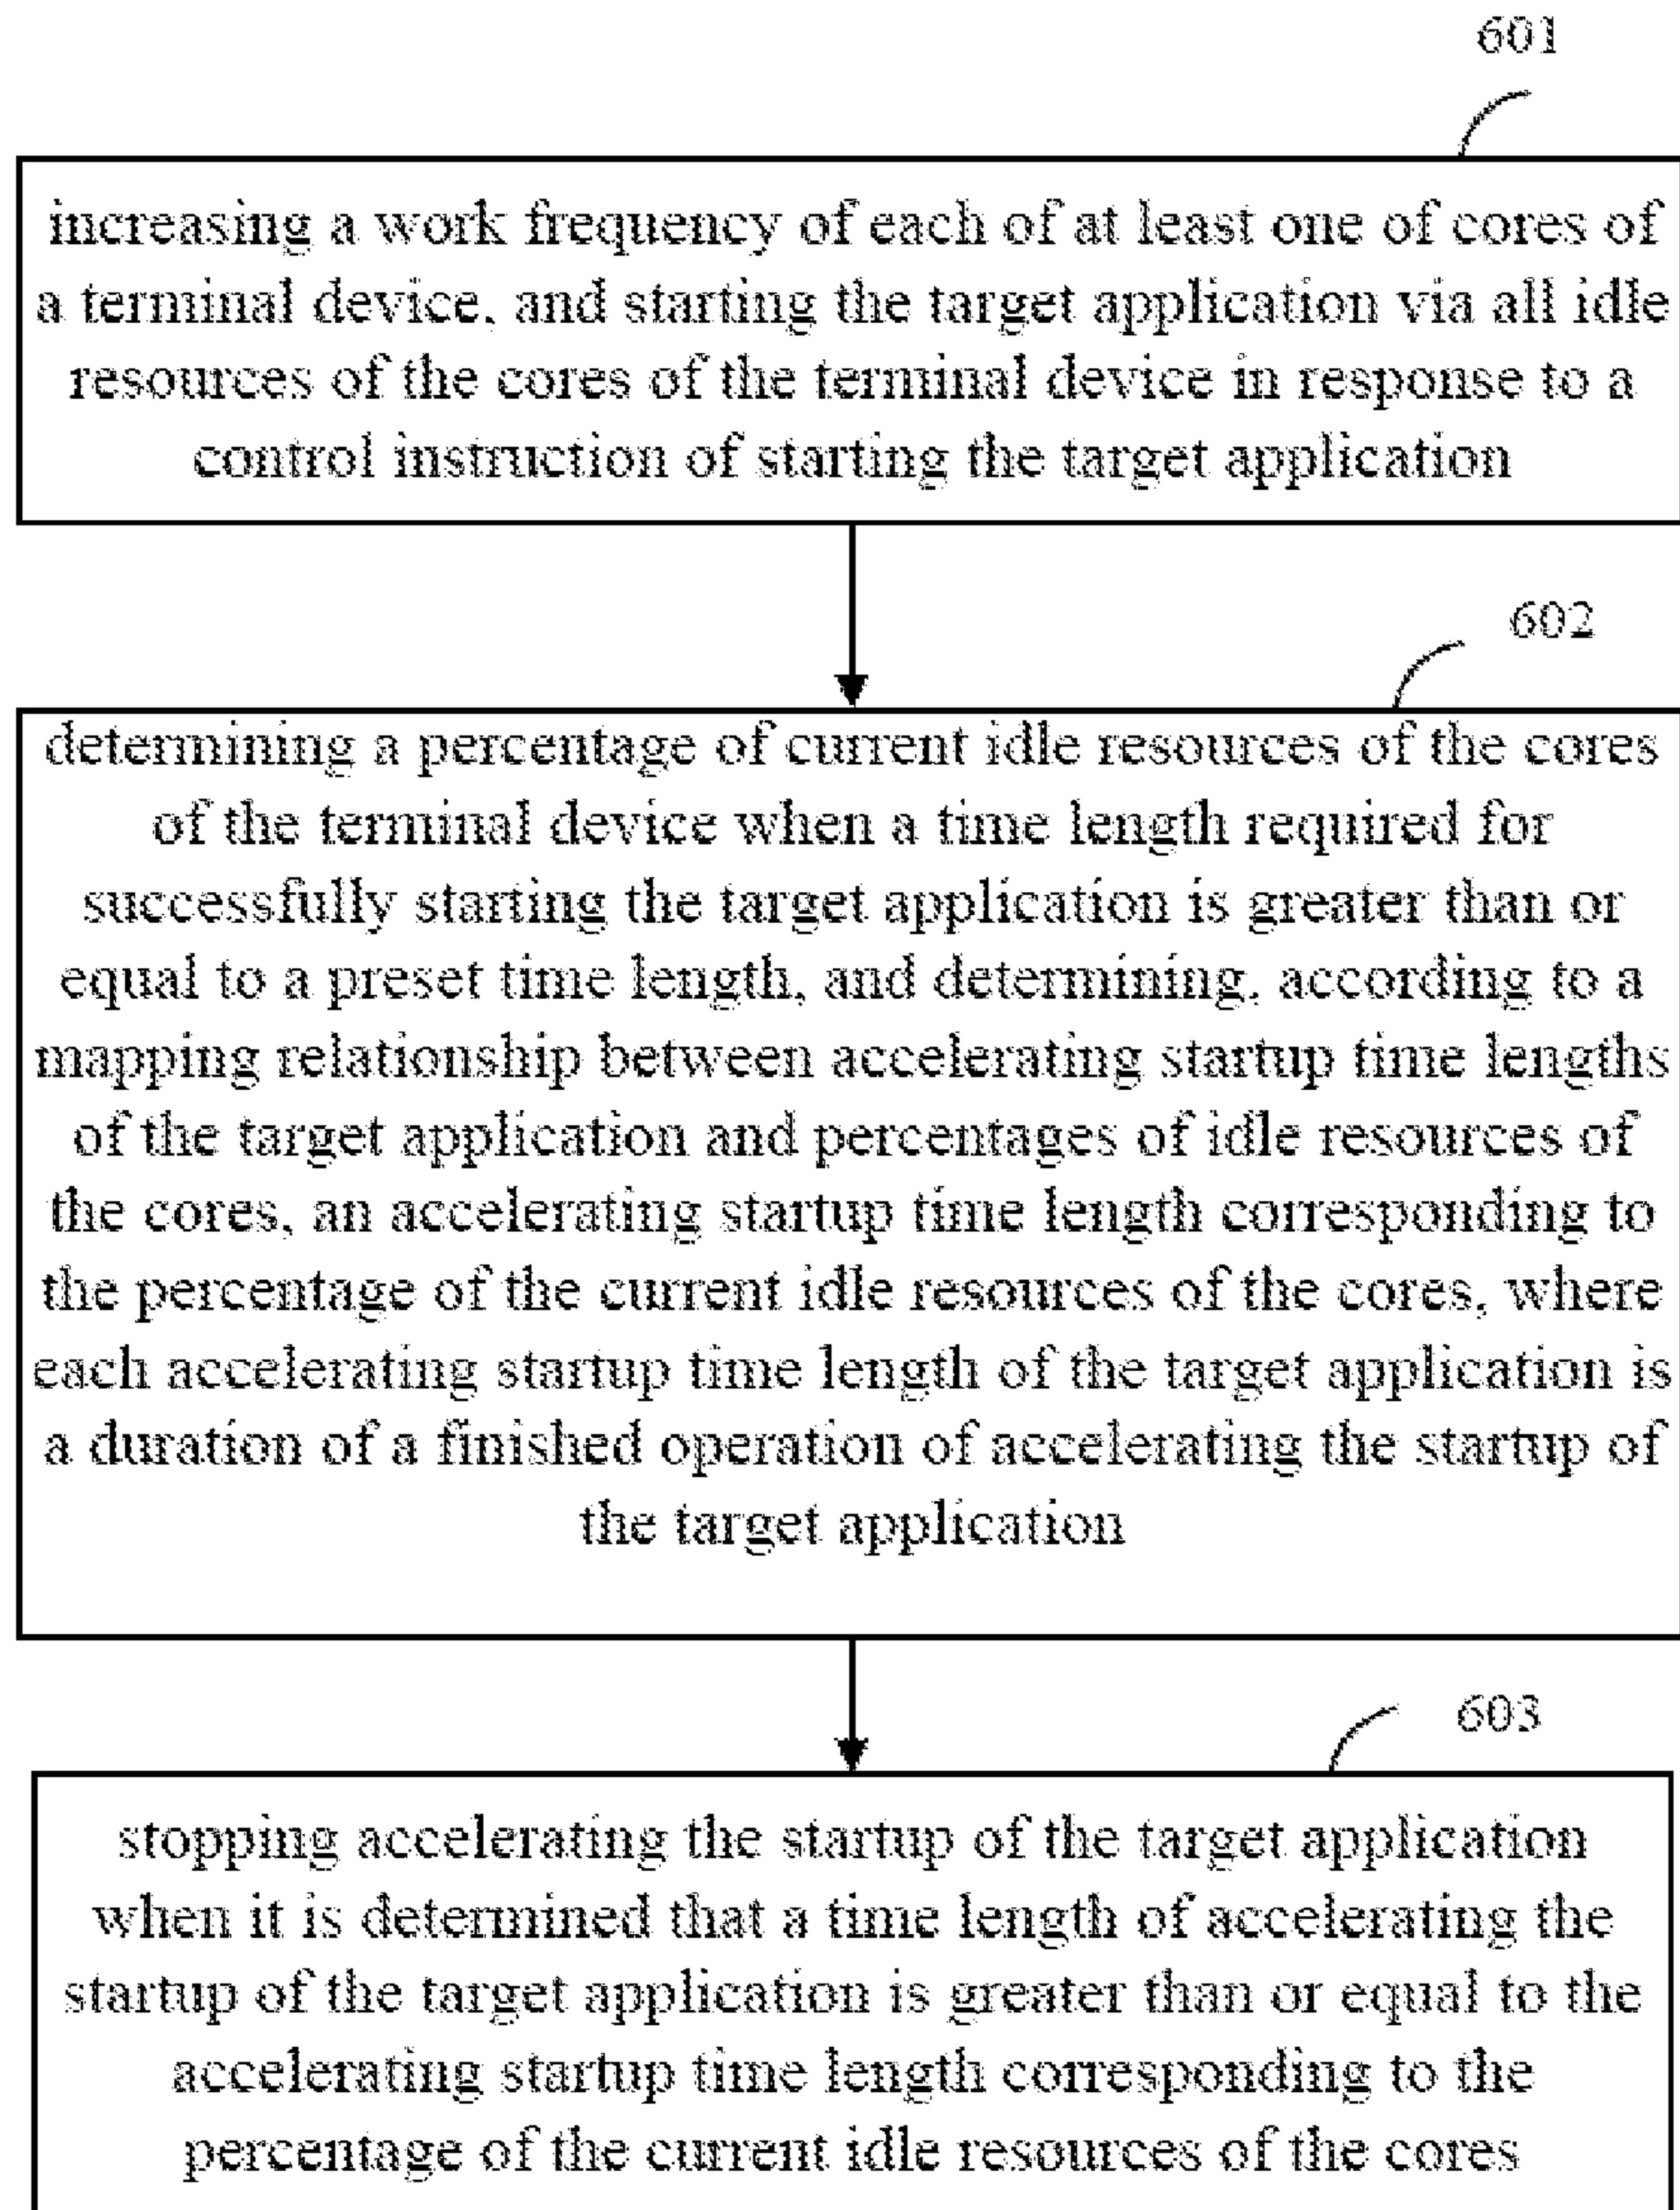 601
increasing a work frequency of each of at least one of cores of
a terminal device, and starting the target application via all idle
resources of the cores of the terminal device in response to a
control instruction of starting the target application
602
determining a percentage of current idle resources of the cores
of the terminal device when a time length required for
successfully starting the target application is greater than or
equal to a preset time length, and determining, according to a
mapping relationship between accelerating startup time lengths
of the target application and percentages of idle resources of
the cores, an accelerating startup time length corresponding to
the percentage of the current idle resources of the cores, where
each accelerating startup time length of the target application is
a duration of a finished operation of accelerating the startup of
the target application
603
stopping accelerating the startup of the target application
when it is determined that a time length of accelerating the
startup of the target application is greater than or equal to the
accelerating startup time length corresponding to the
percentage of the current idle resources of the cores